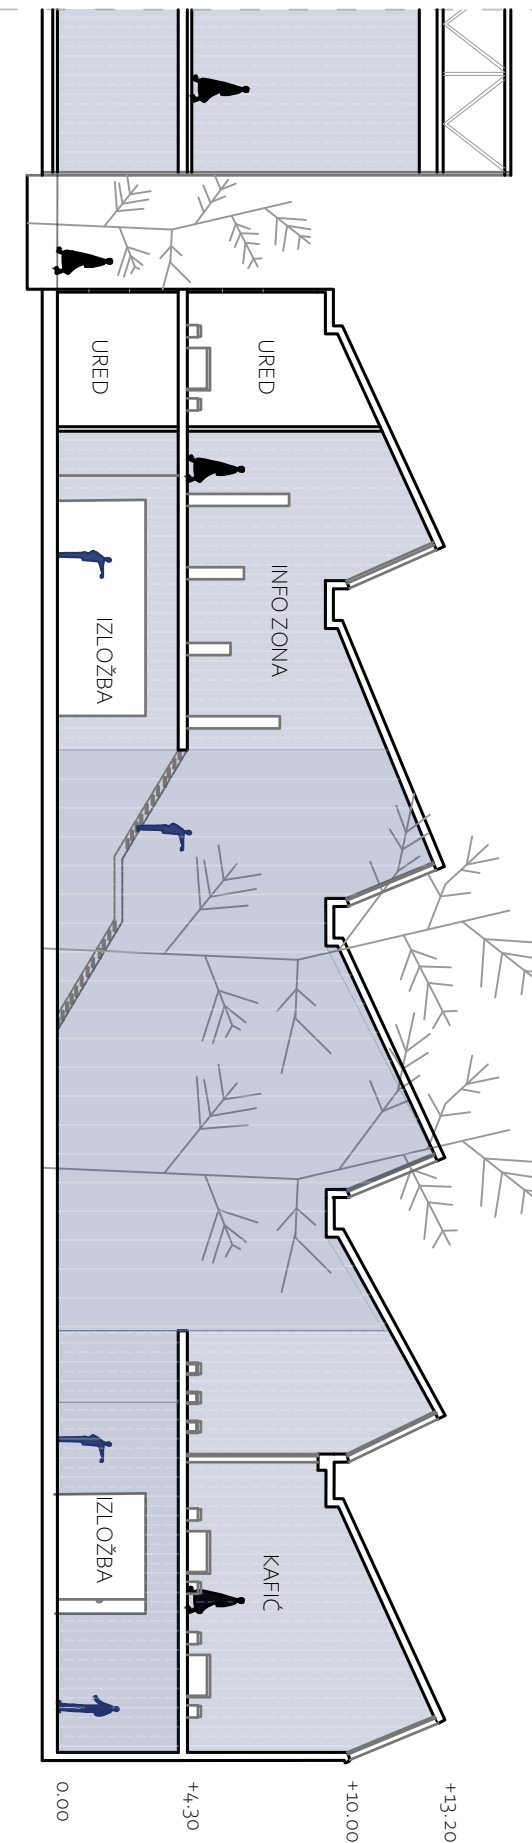 URED
URED
INFO ZONA
IZLOŽBA
KAFIĆ
IZLOŽBA
+13.20
+10.00
+4:30
0.00